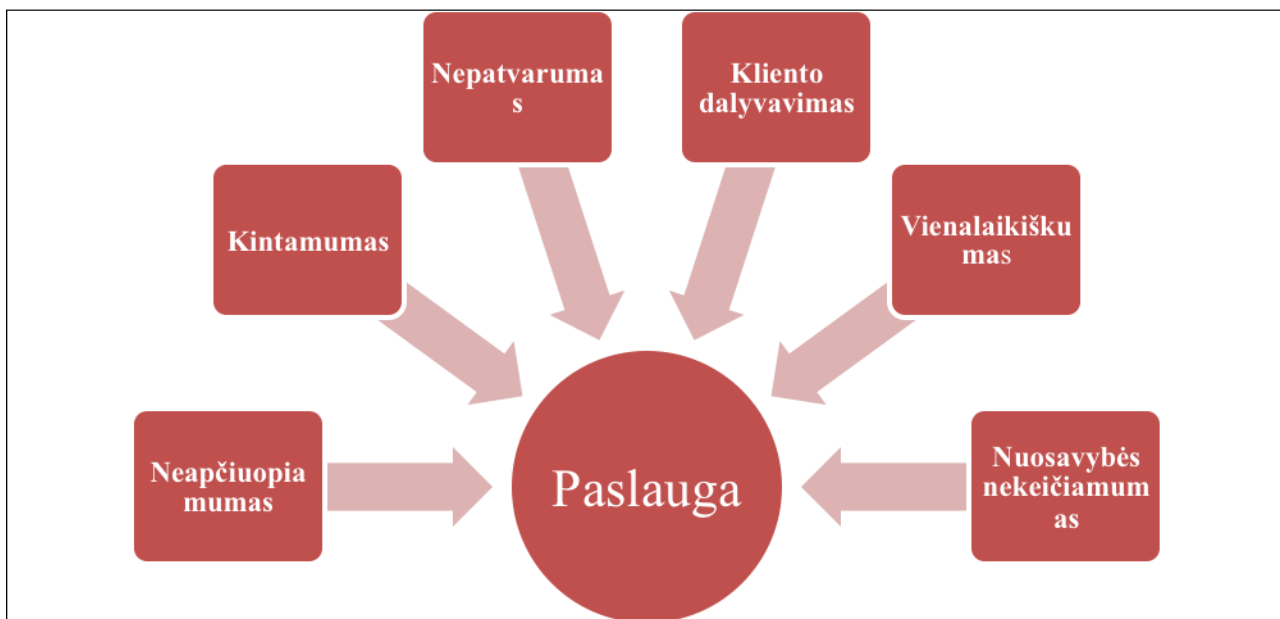 Nepatvaruma
s
Kliento
dalyvavimas
Kintamumas
Vienalaikišku
mas
Neapčiuopia
mumas
Paslauga
Nuosavybės
nekeičiamum
as